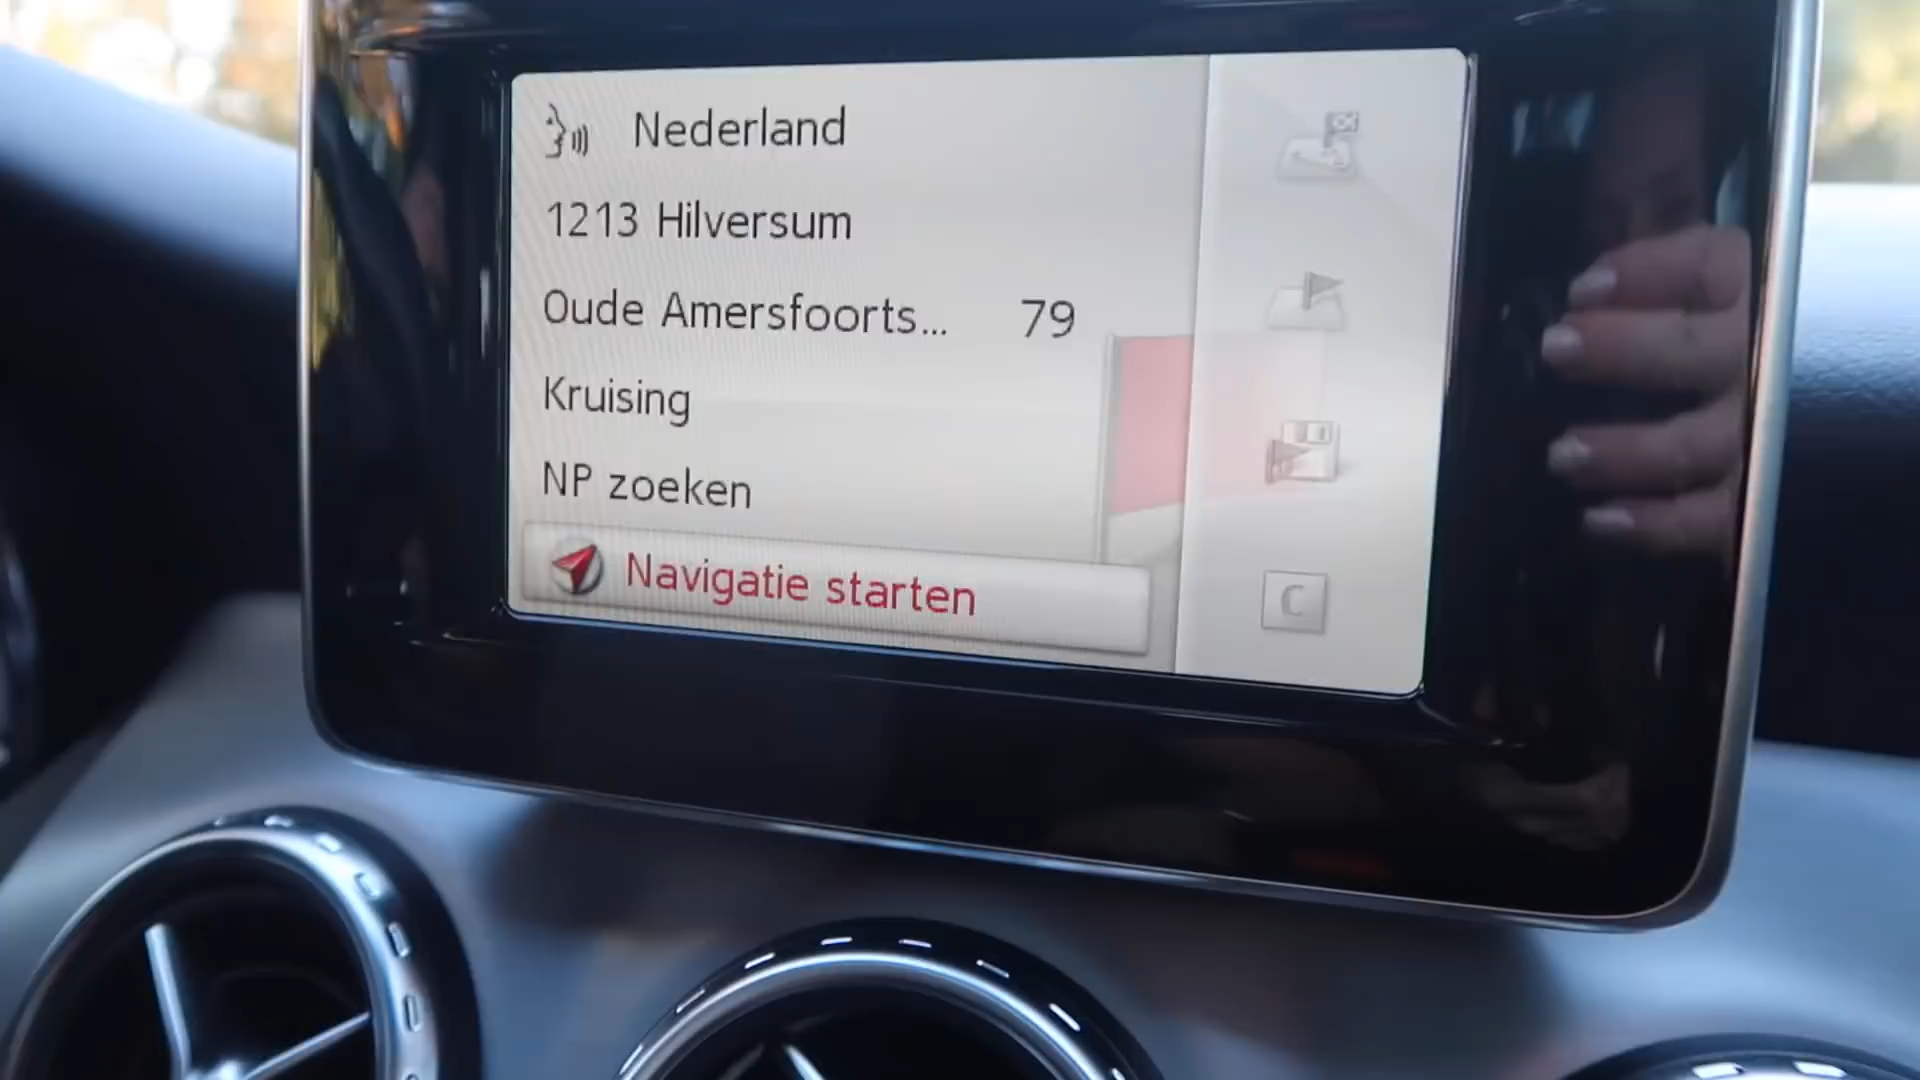 Nederland
1213 Hilversum
Oude Amersfoorts... 79
Kruising
NP zoeken
Navigatie starten
C